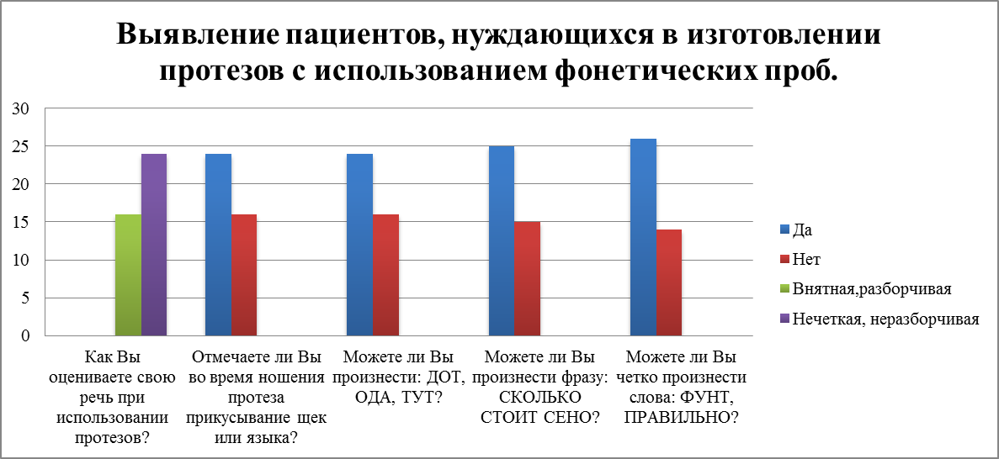 Выявление пациентов, нуждающихся в изготовлении
протезов с использованием фонетических проб.
30
25
20
15
10
5
0
Как Вы
оцениваете свою
речь при
использовании
протезов?
Отмечаете ли Вы
во время ношения
протеза
прикусывание щек
или языка?
Можете ли Вы
произнести: ДОТ,
ОДА, ТУТ?
Можете ли Вы
произнести фразу:
СКОЛЬКО
СТОИТ СЕНО?
Можете ли Вы
четко произнести
слова: ФУНТ,
ПРАВИЛЬНО?
Да
Нет
Внятная,разборчивая
Нечеткая, неразборчивая